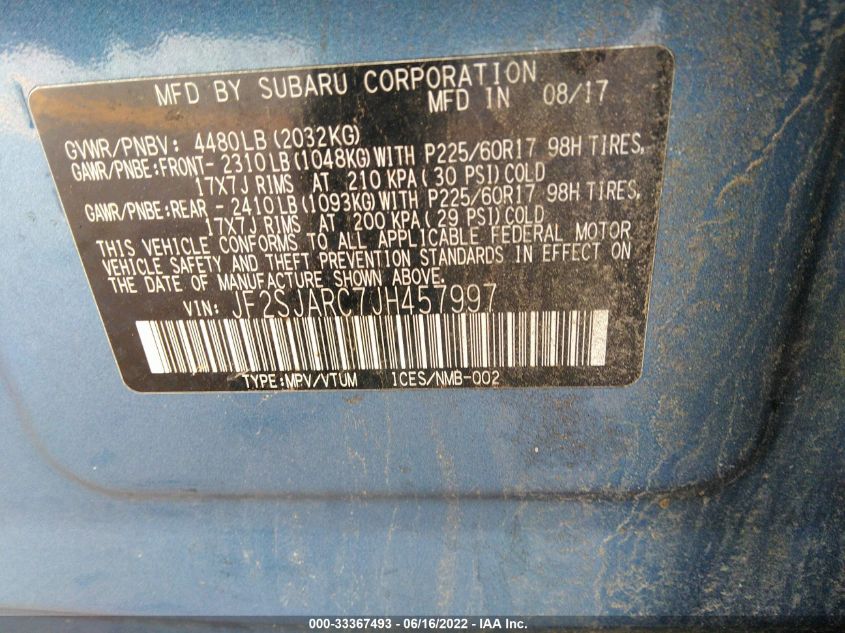 MFD BY SUBARU CORPORATION
MFD IN 08/17
GVWR/PNBV: 4480LB(2032KG)
GAWR/PNBE:FRONT- 2310LB(1048KG)WITH P225/60R17 98H TIRES,
17X7J RIMS AT 210 KPA( 30 PSI)COLD
GAWR/PNBE:REAR - 2410LB(1093KG)WITH P225/60R17 98H TIRES,
17X7J RIMS AT 200 KPA( 29 PSI)COLD
THIS VEHICLE CONFORMS TO ALL APPLICABLE FEDERAL MOTOR
VEHICLE SAFETY AND THEFT PREVENTION STANDARDS IN EFFECT ON
THE DATE OF MANUFACTURE SHOWN ABOVE.
VIN: JF2SJARC7JH457997
TYPE:MPV/VTUM ICES/NMB-002
000-33367493 - 06/16/2022 - IAA Inc.